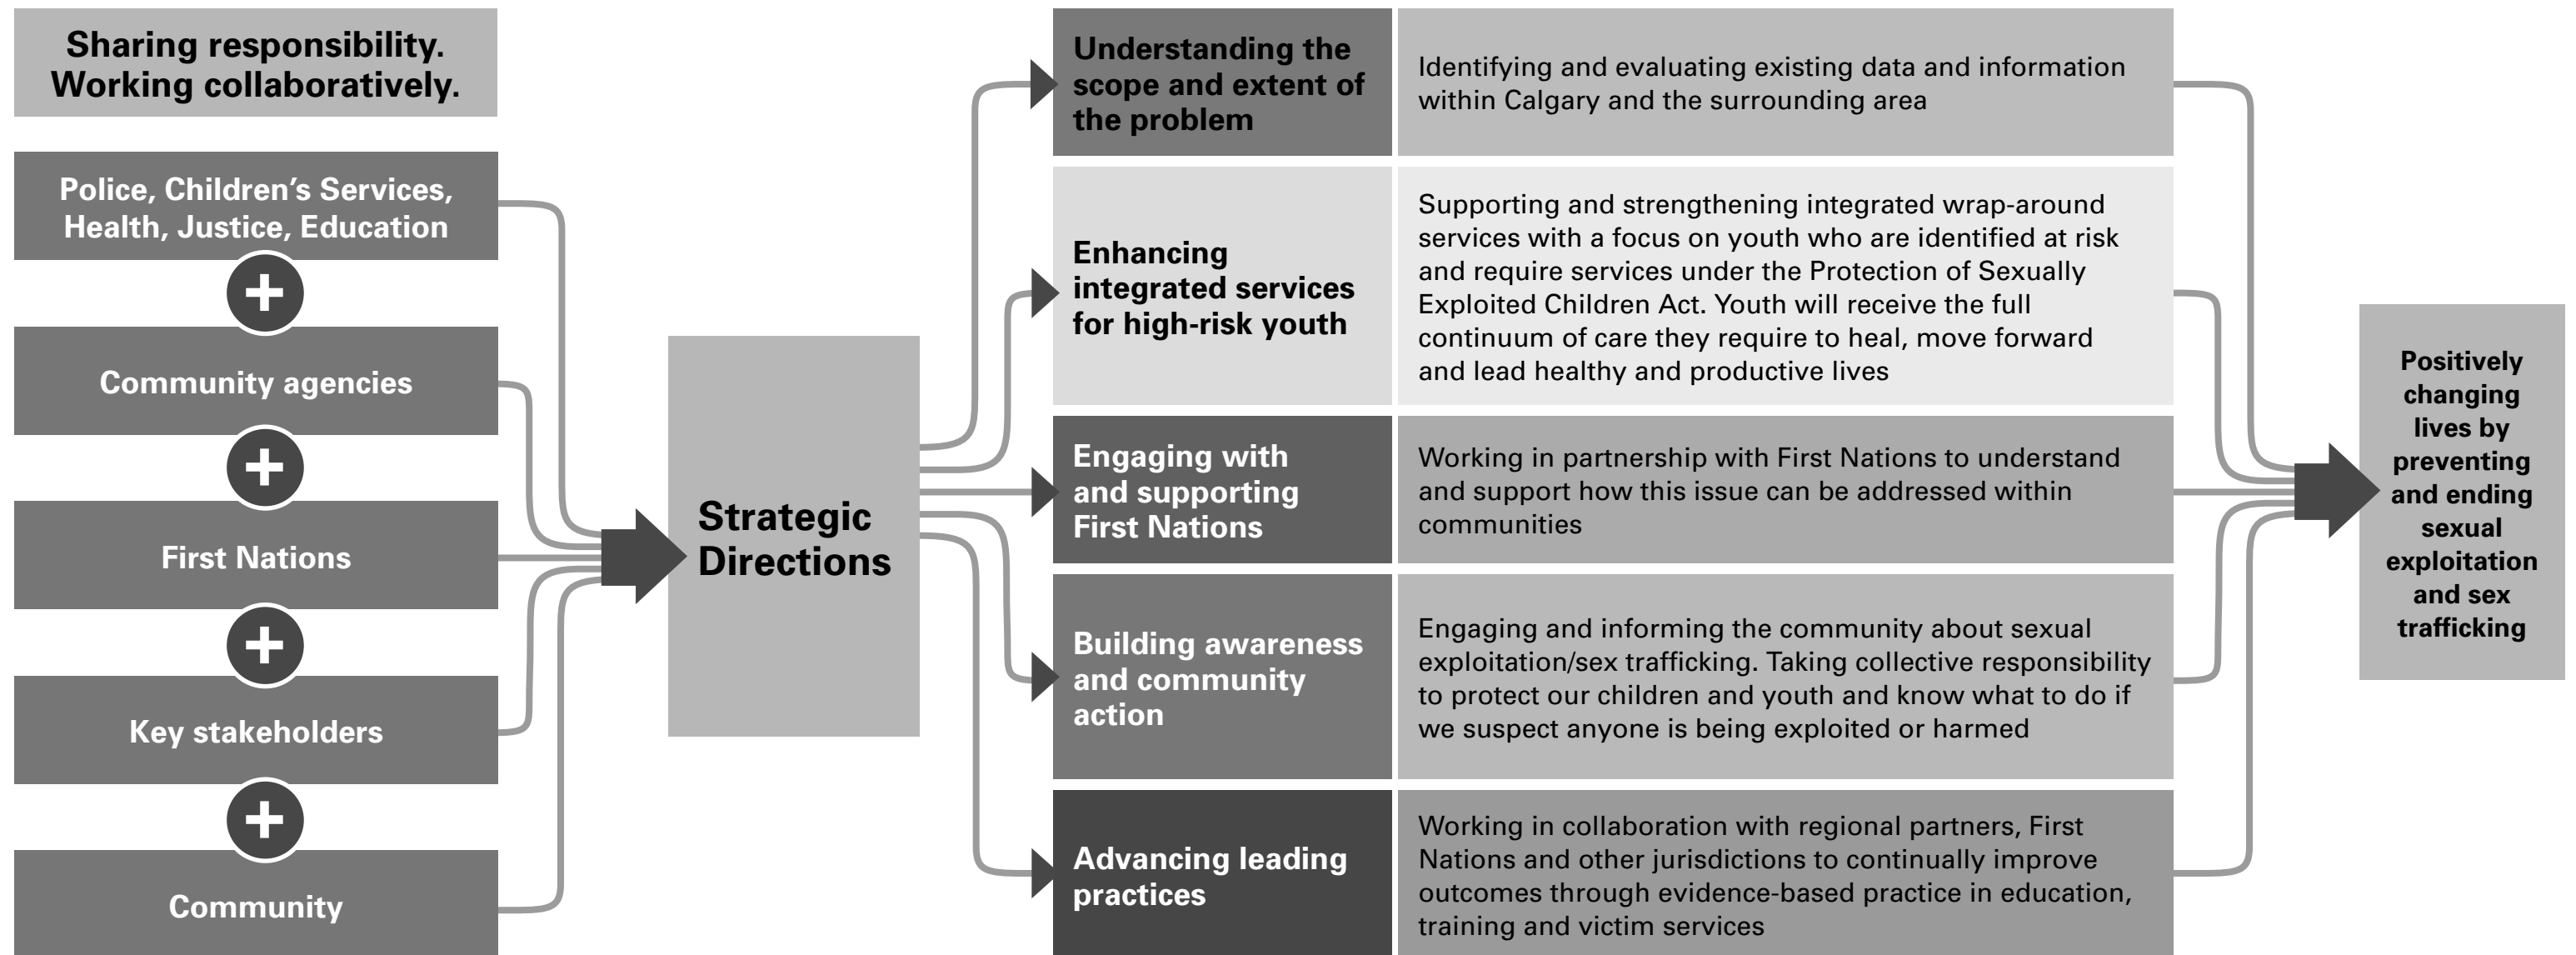 Sharing responsibility.
Working collaboratively.
Police, Children’s Services,
Health, Justice, Education
+
Community agencies
+
First Nations
+
Key stakeholders
+
Community
Strategic
Directions
Understanding the
scope and extent of
the problem
Identifying and evaluating existing data and information
within Calgary and the surrounding area
Enhancing
integrated services
for high-risk youth
Supporting and strengthening integrated wrap-around
services with a focus on youth who are identified at risk
and require services under the Protection of Sexually
Exploited Children Act. Youth will receive the full
continuum of care they require to heal, move forward
and lead healthy and productive lives
Engaging with
and supporting
First Nations
Working in partnership with First Nations to understand
and support how this issue can be addressed within
communities
Building awareness
and community
action
Engaging and informing the community about sexual
exploitation/sex trafficking. Taking collective responsibility
to protect our children and youth and know what to do if
we suspect anyone is being exploited or harmed
Advancing leading
practices
Working in collaboration with regional partners, First
Nations and other jurisdictions to continually improve
outcomes through evidence-based practice in education,
training and victim services
Positively
changing
lives by
preventing
and ending
sexual
exploitation
and sex
trafficking